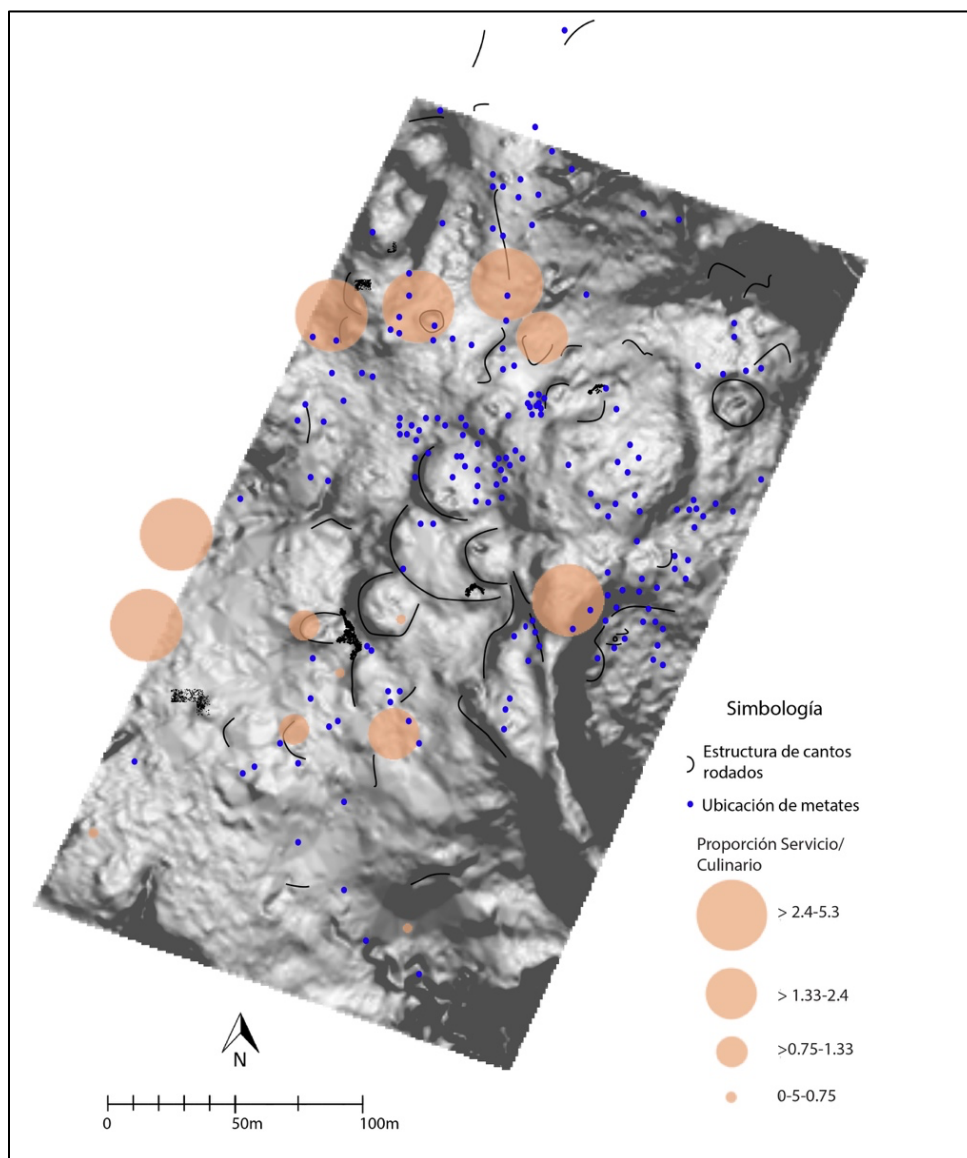 Simbología
Estructura de cantos
rodados
Ubicación de metates
Proporción Servicio/
Culinario
> 2.4-5.3
> 1.33-2.4
>0.75-1.33
0-5-0.75
N
0 50m 100m